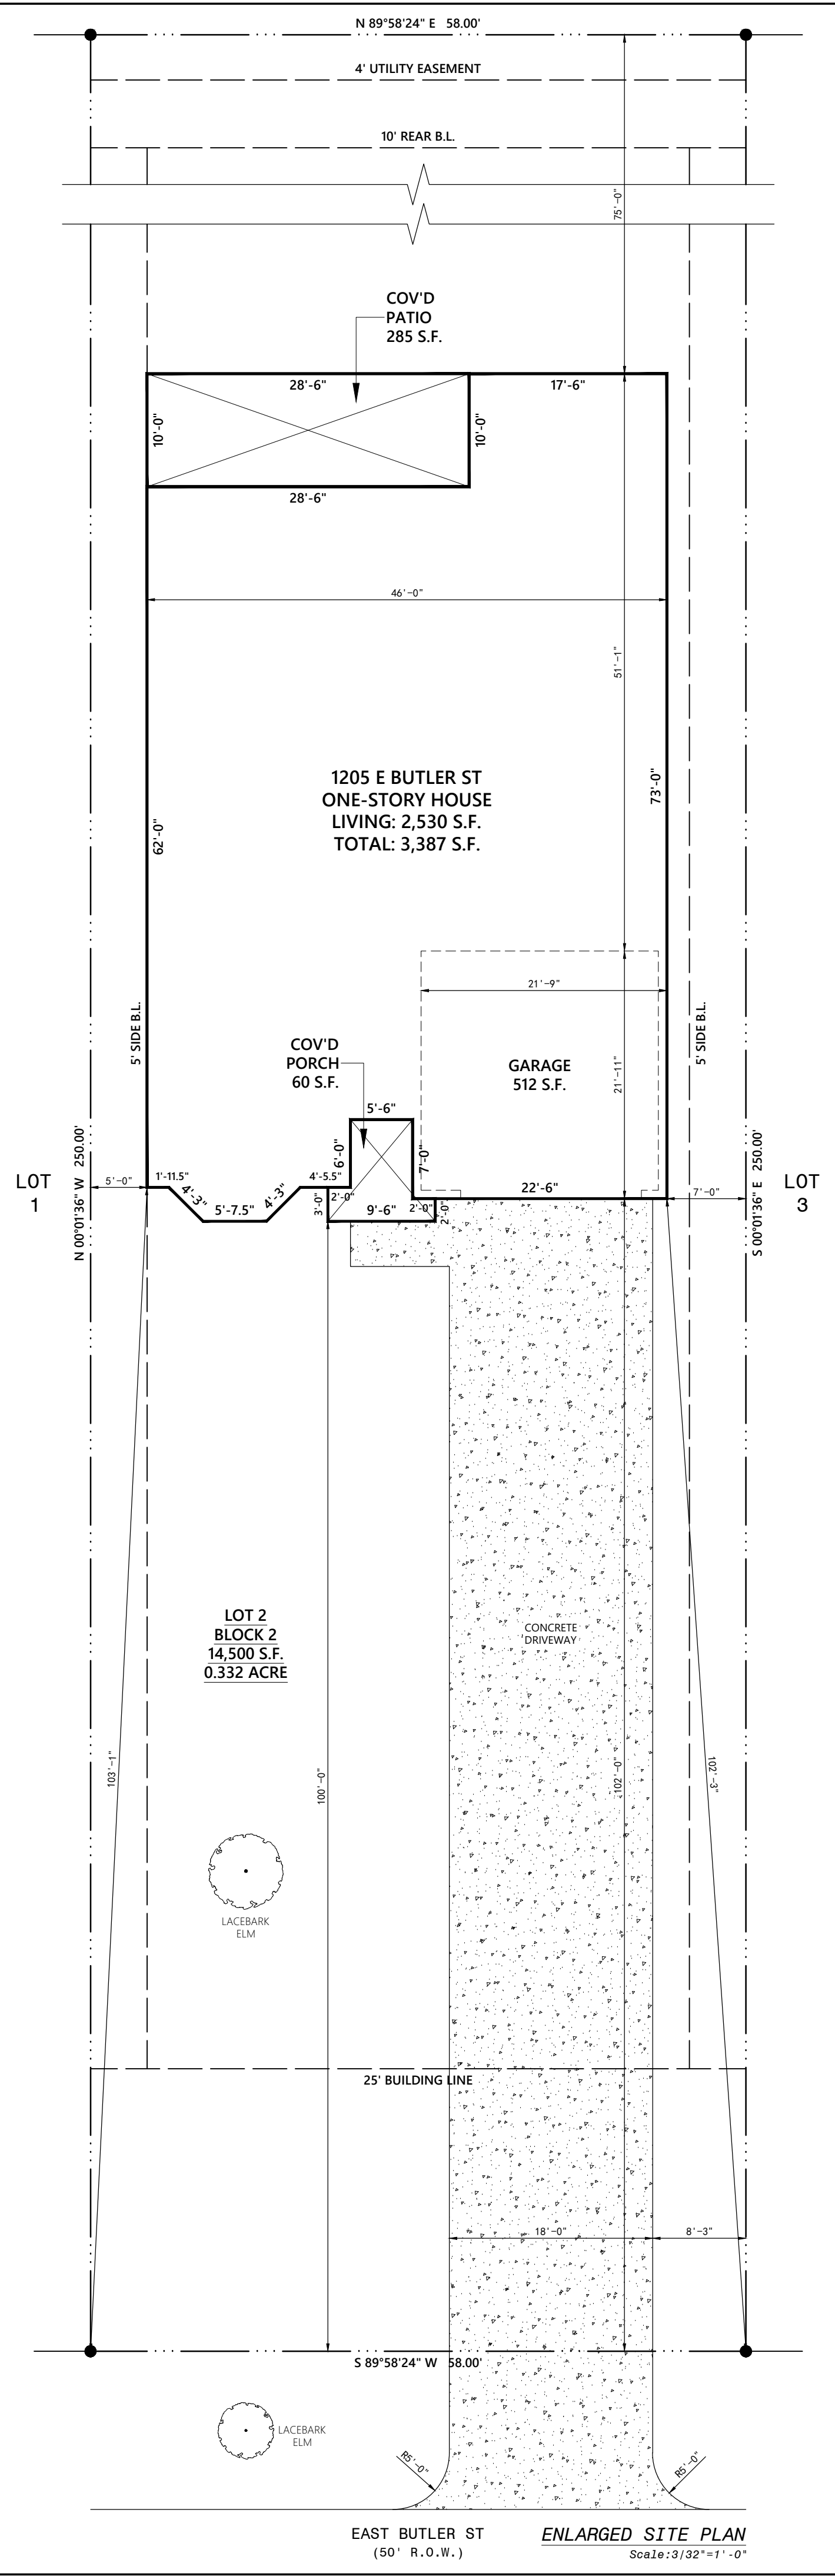 N 89°58'24" E 58.00'
4' UTILITY EASEMENT
10' REAR B.L.
75'-0"
COV'D
PATIO
285 S.F.
28'-6"
17'-6"
10'-0"
10'-0"
28'-6"
46'-0"
51'-1"
1205 E BUTLER ST
ONE-STORY HOUSE
LIVING: 2,530 S.F.
TOTAL: 3,387 S.F.
73'-0"
62'-0"
21'-9"
5' SIDE B.L.
5' SIDE B.L.
COV'D
PORCH
60 S.F.
GARAGE
512 S.F.
21'-11"
5'-6"
6'-0"
7'-0"
N 00°01'36" W 250.00'
S 00°01'36" E 250.00'
LOT
1
LOT
3
5'-0"
1'-11.5"
4'-3"
5'-7.5"
4'-3"
4'-5.5"
3'-0"
2'-0"
9'-6"
2'-0"
2'-0"
22'-6"
7'-0"
LOT 2
BLOCK 2
14,500 S.F.
0.332 ACRE
CONCRETE
DRIVEWAY
103'-1"
100'-0"
102'-0"
102'-3"
LACEBARK
ELM
25' BUILDING LINE
18'-0"
8'-3"
S 89°58'24" W 58.00'
LACEBARK
ELM
R5'-0"
R5'-0"
EAST BUTLER ST
(50' R.O.W.)
ENLARGED SITE PLAN
Scale:3/32"=1'-0"